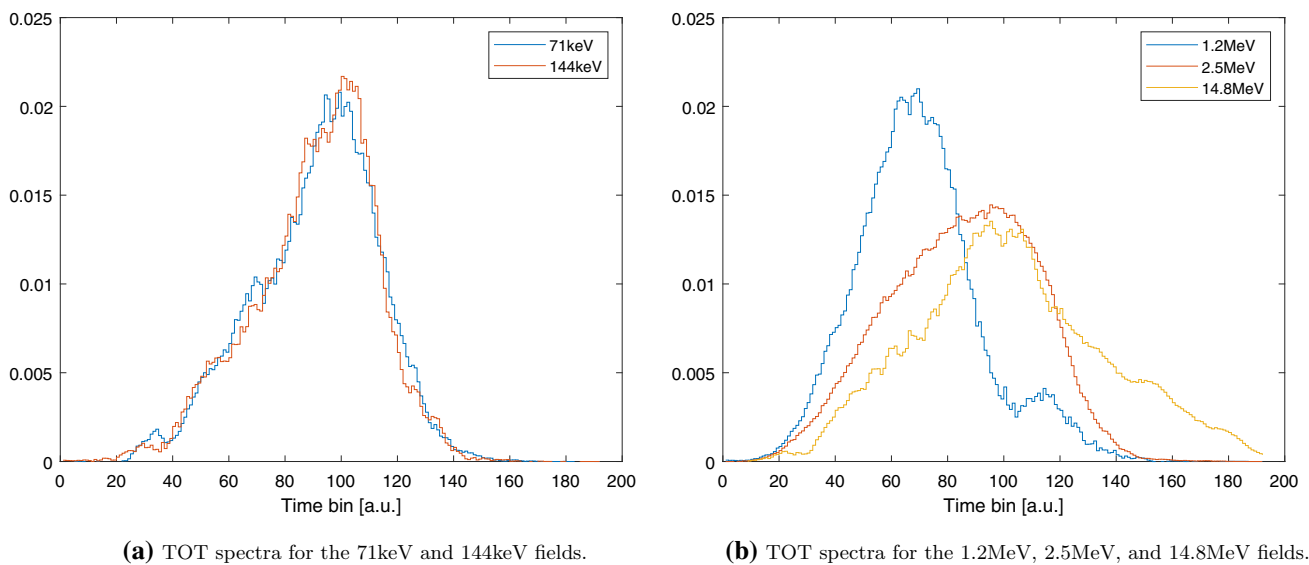 0.025
0.02
0.015
0.01
0.005
0
0 20 40 60 80 100 120 140 160 180 200
Time bin [a.u.]
71keV
144keV
(a) TOT spectra for the 71keV and 144keV fields.
0.025
0.02
0.015
0.01
0.005
0
0 20 40 60 80 100 120 140 160 180 200
Time bin [a.u.]
1.2MeV
2.5MeV
14.8MeV
(b) TOT spectra for the 1.2MeV, 2.5MeV, and 14.8MeV fields.